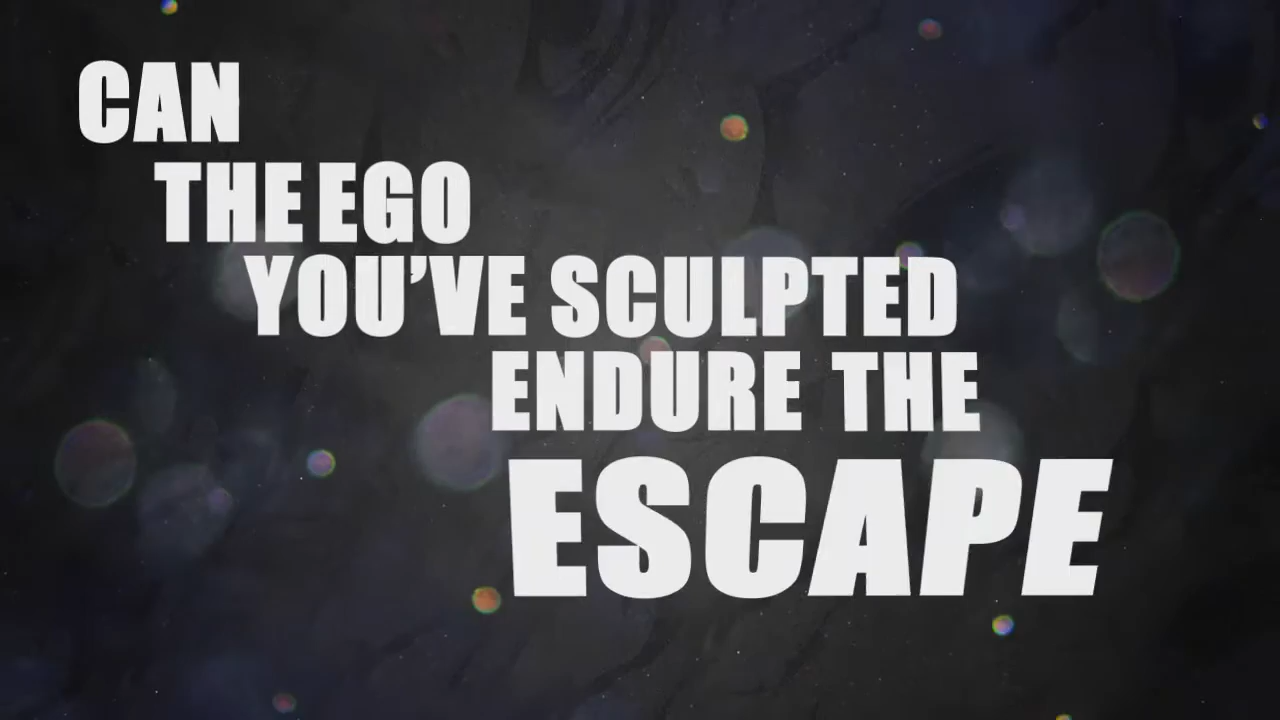 CAN
THE EGO
YOU’VE SCULPTED
ENDURE THE
ESCAPE